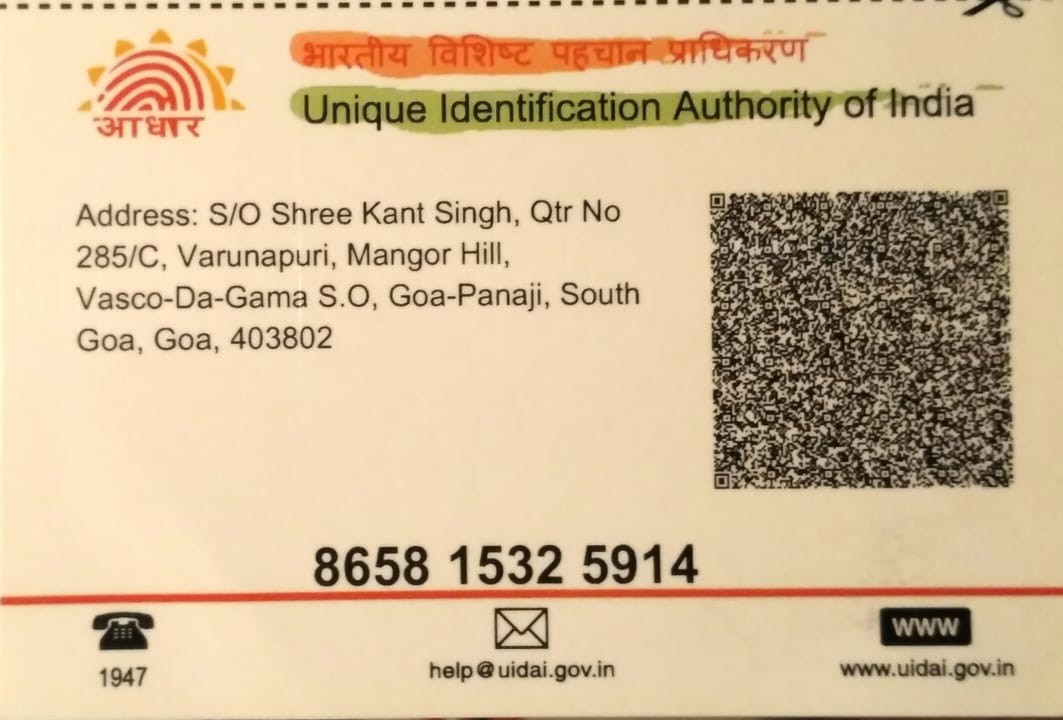 भारतीय विशिष्ट पहचान प्राधिकरण
Unique Identification Authority of India
आधार
Address: S/O Shree Kant Singh, Qtr No
285/C, Varunapuri, Mangor Hill,
Vasco-Da-Gama S.O, Goa-Panaji, South
Goa, Goa, 403802
8658 1532 5914
1947
help@uidai.gov.in
WWW
www.uidai.gov.in